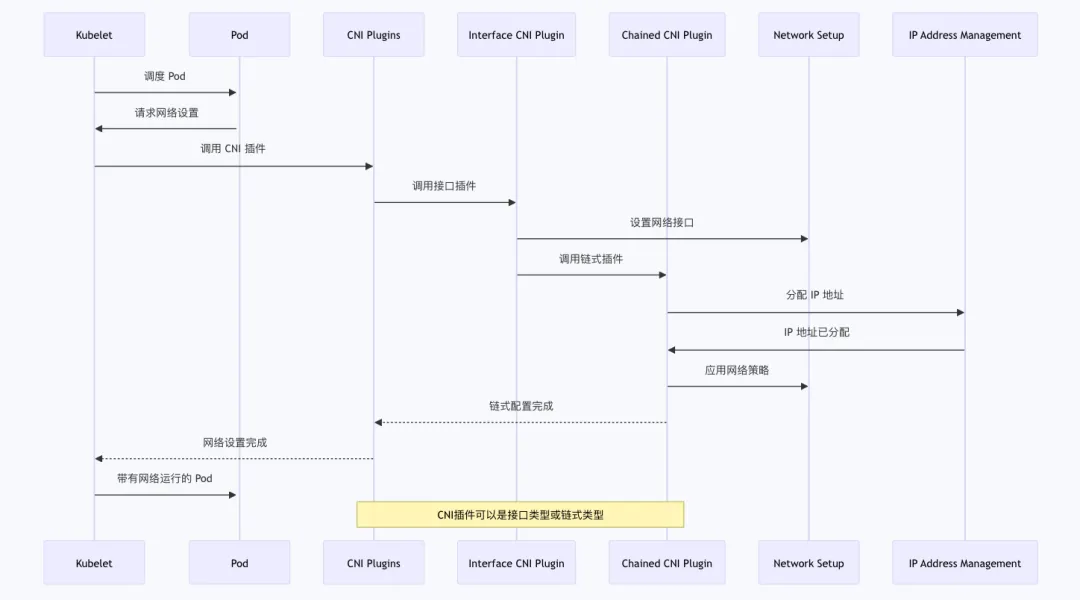 Kubelet
Pod
CNI Plugins
Interface CNI Plugin
Chained CNI Plugin
Network Setup
IP Address Management
调度 Pod
请求网络设置
调用 CNI 插件
调用接口插件
设置网络接口
调用链式插件
分配 IP 地址
IP 地址已分配
应用网络策略
链式配置完成
网络设置完成
带有网络运行的 Pod
CNI插件可以是接口类型或链式类型
Kubelet
Pod
CNI Plugins
Interface CNI Plugin
Chained CNI Plugin
Network Setup
IP Address Management